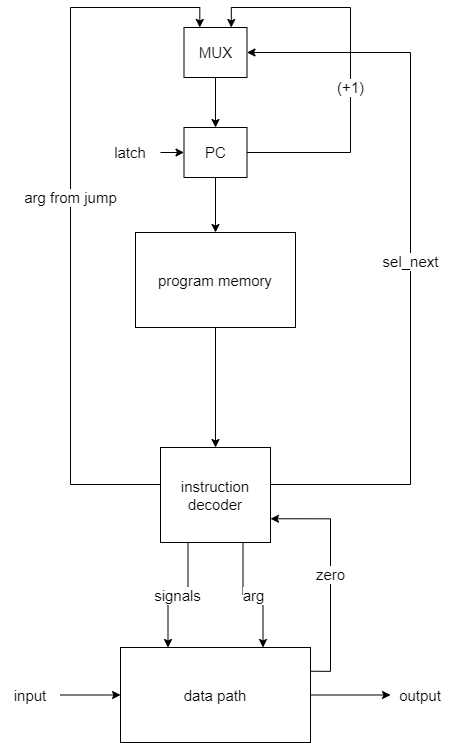 MUX
(+1)
latch
PC
arg from jump
sel_next
program memory
instruction
decoder
zero
signals
arg
input
data path
output